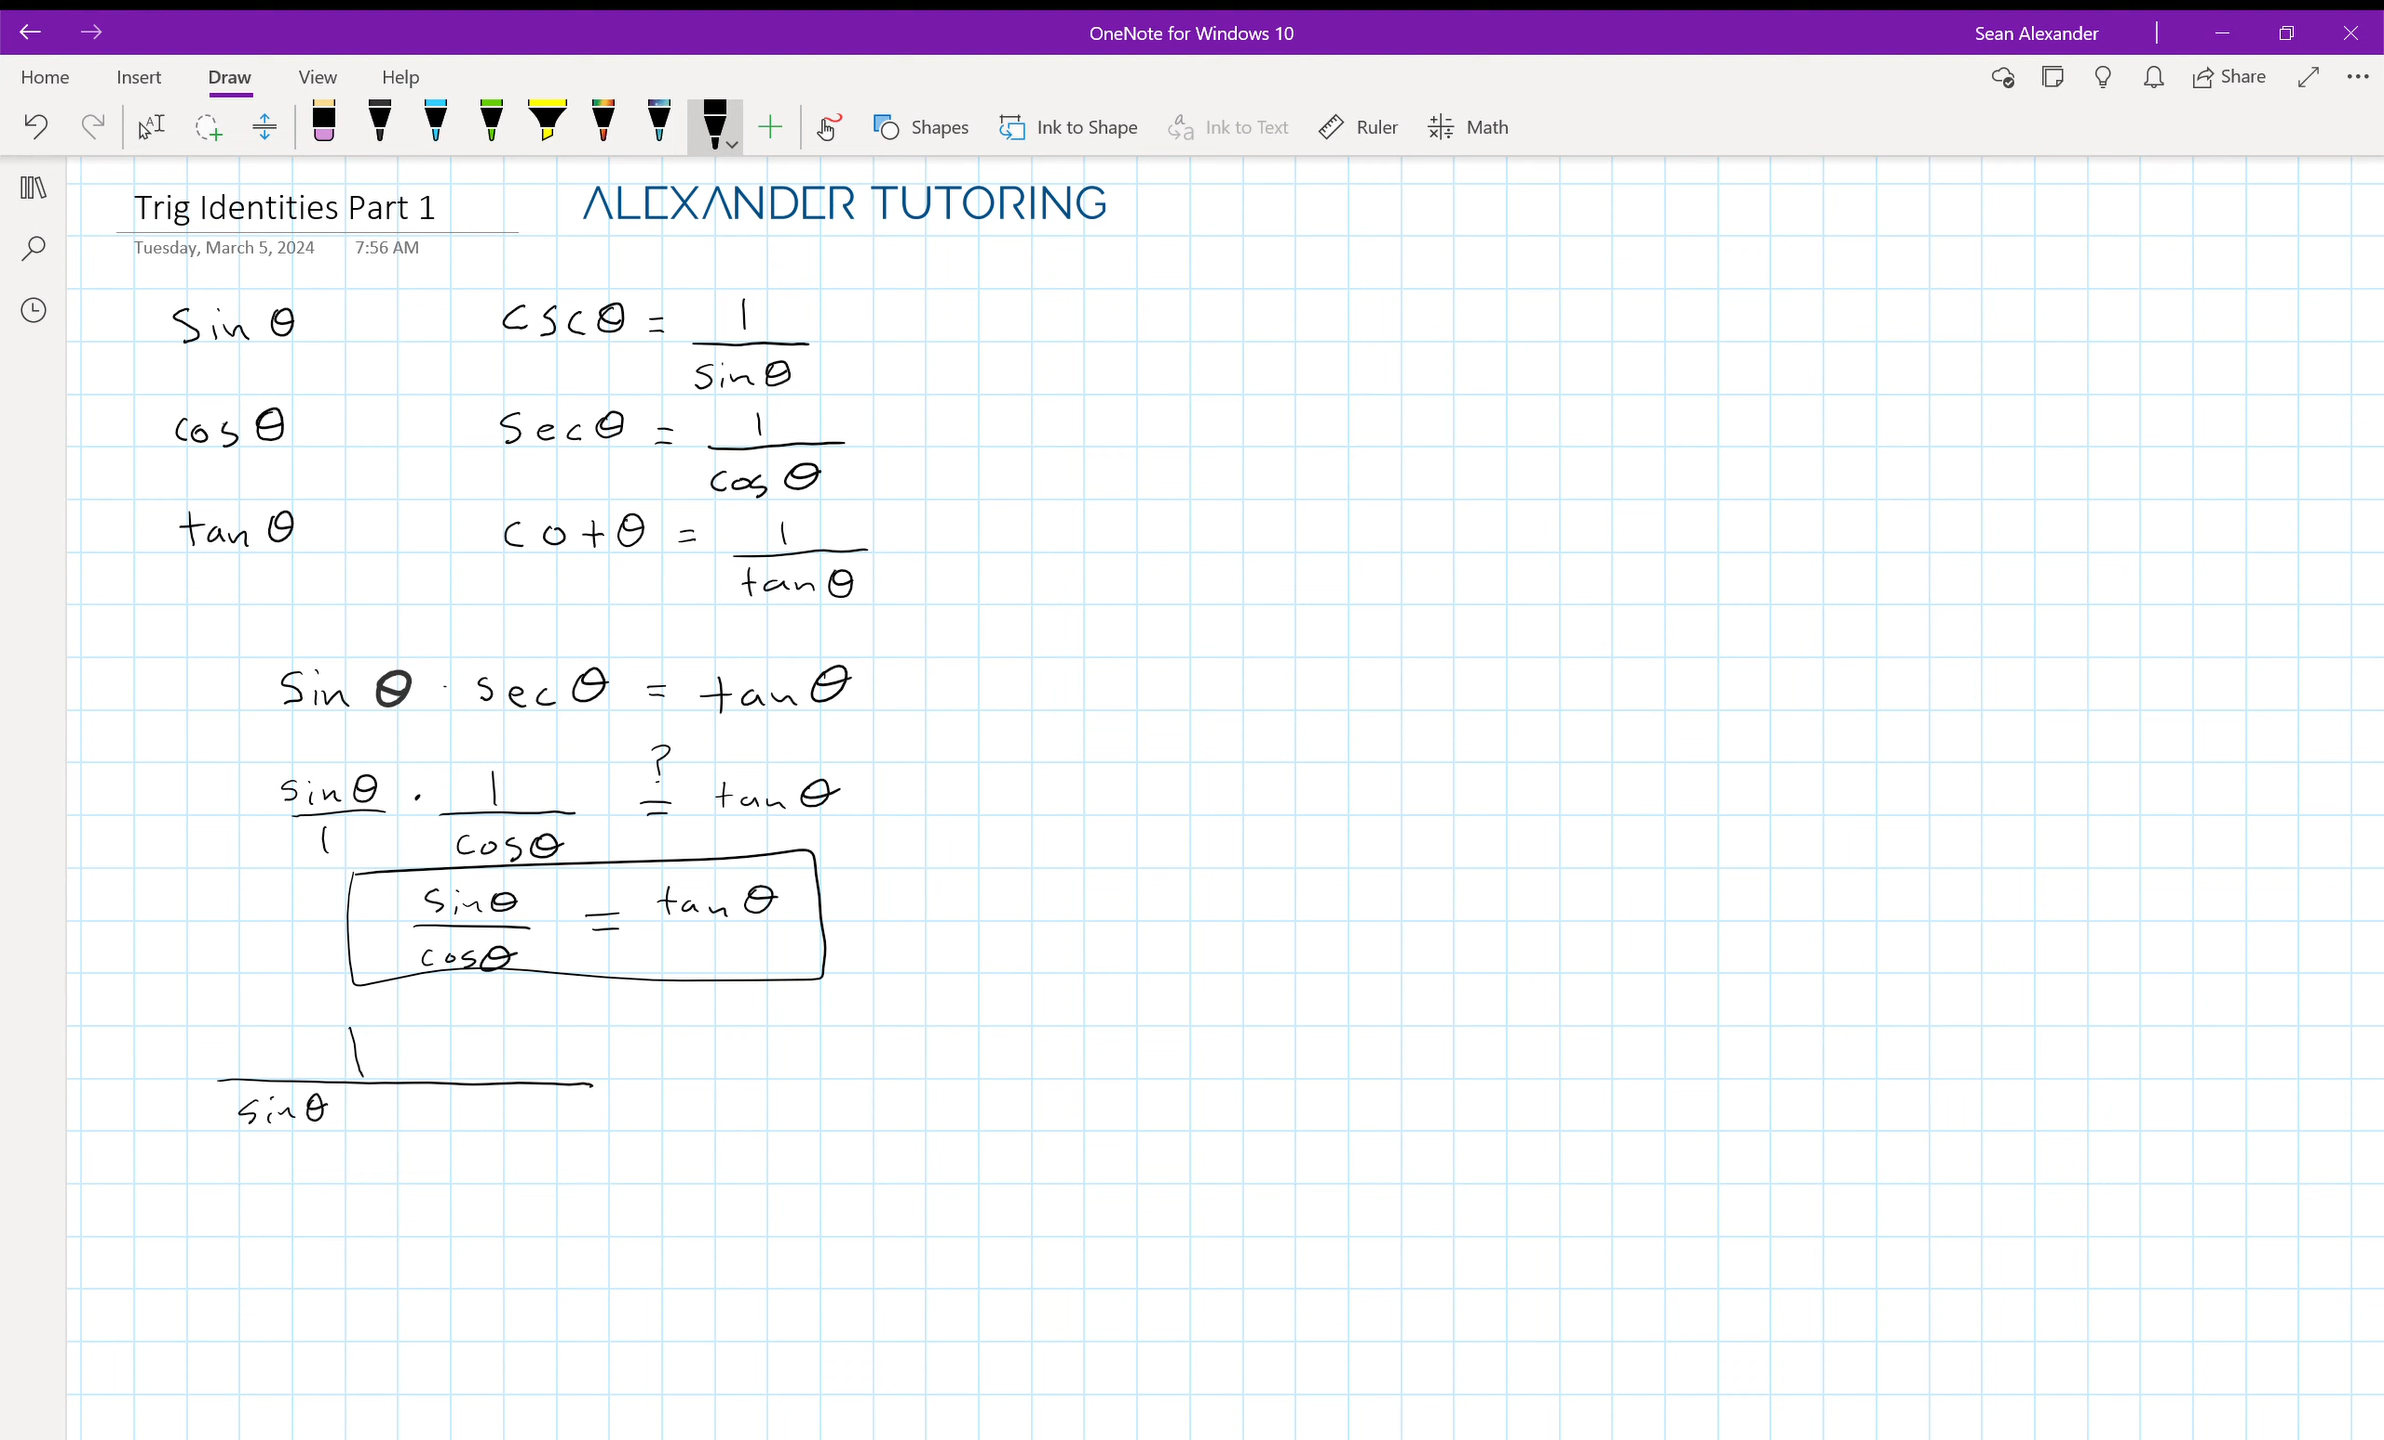 OneNote for Windows 10
Sean Alexander
Home Insert Draw View Help
Share
Shapes Ink to Shape Ink to Text Ruler Math
Trig Identities Part 1
ALEXANDER TUTORING
Tuesday, March 5, 2024 7:56 AM
sin θ csc θ = 1/sin θ
cos θ sec θ = 1/cos θ
tan θ cot θ = 1/tan θ
sin θ · sec θ = tan θ
sin θ/1 · 1/cos θ ?= tan θ
sin θ/cos θ = tan θ
1/sin θ